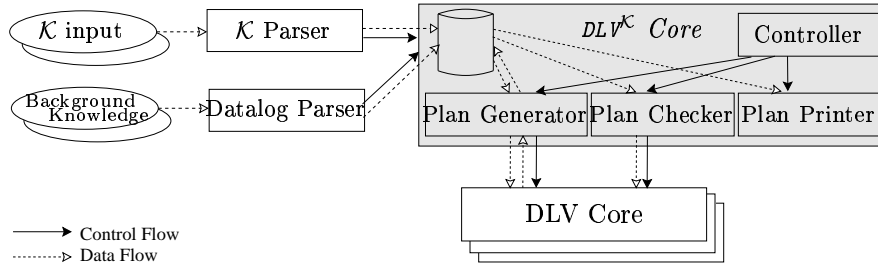 𝒦 input
𝒦 Parser
DLV^𝒦 Core
Controller
Background
Knowledge
Datalog Parser
Plan Generator
Plan Checker
Plan Printer
DLV Core
Control Flow
Data Flow